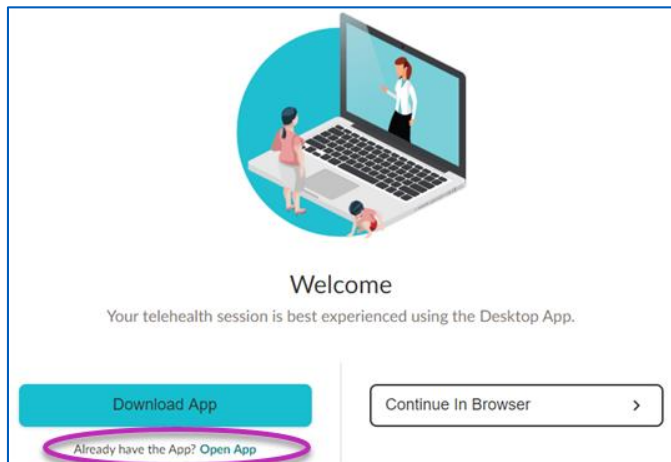 Welcome
Your telehealth session is best experienced using the Desktop App.
Download App
Continue In Browser >
Already have the App? Open App